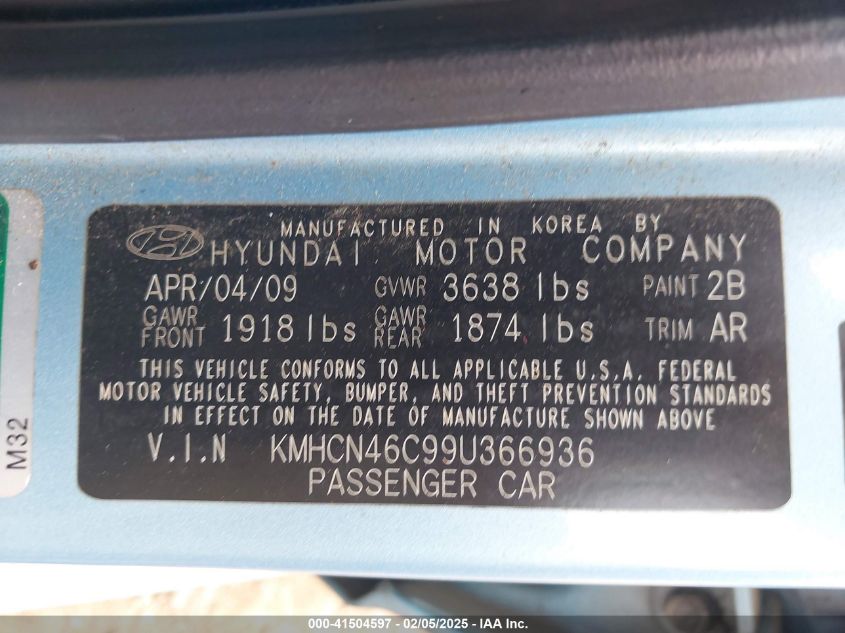 MANUFACTURED IN KOREA BY
HYUNDAI MOTOR COMPANY
APR/04/09 GVWR 3638 lbs PAINT 2B
GAWR FRONT 1918 lbs GAWR REAR 1874 lbs TRIM AR
THIS VEHICLE CONFORMS TO ALL APPLICABLE U.S.A. FEDERAL
MOTOR VEHICLE SAFETY, BUMPER, AND THEFT PREVENTION STANDARDS
IN EFFECT ON THE DATE OF MANUFACTURE SHOWN ABOVE
V.I.N KMHCN46C99U366936
PASSENGER CAR
M32
000-41504597 - 02/05/2025 - IAA Inc.